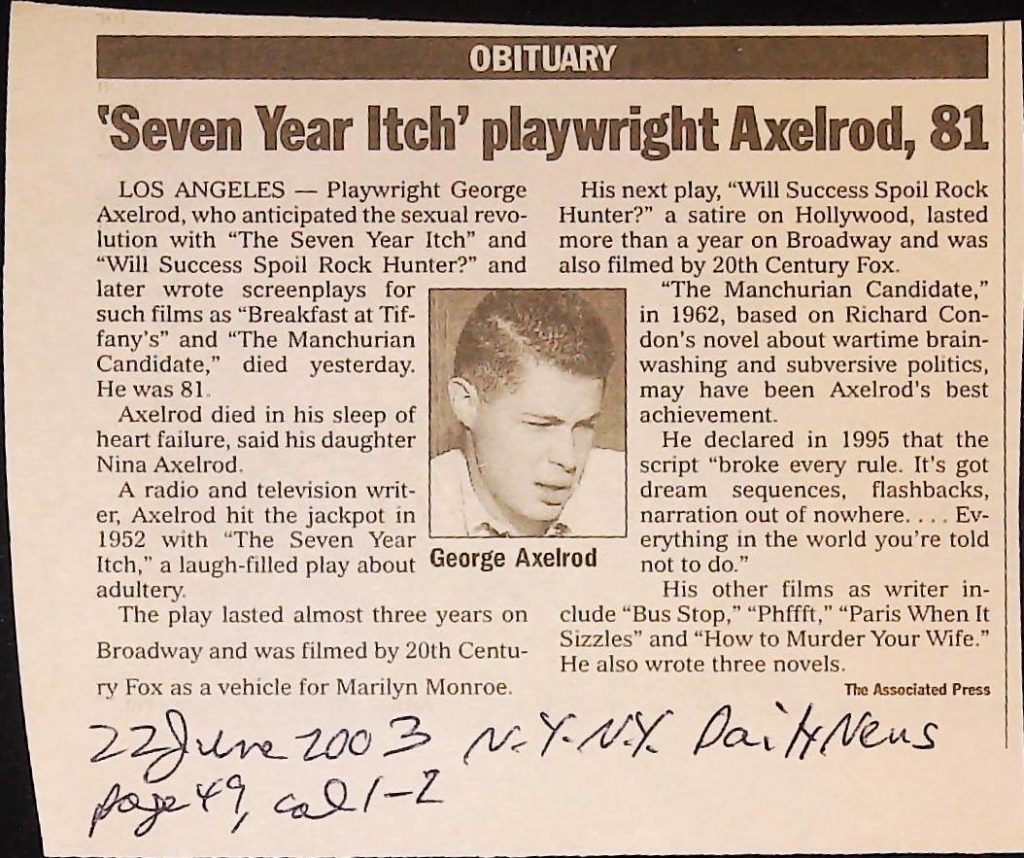 OBITUARY
'Seven Year Itch' playwright Axelrod, 81
LOS ANGELES — Playwright George
Axelrod, who anticipated the sexual revo-
lution with “The Seven Year Itch” and
“Will Success Spoil Rock Hunter?” and
later wrote screenplays for
such films as “Breakfast at Tif-
fany's” and “The Manchurian
Candidate,” died yesterday.
He was 81.
Axelrod died in his sleep of
heart failure, said his daughter
Nina Axelrod.
A radio and television writ-
er, Axelrod hit the jackpot in
1952 with “The Seven Year
Itch,” a laugh-filled play about
adultery.
The play lasted almost three years on
Broadway and was filmed by 20th Centu-
ry Fox as a vehicle for Marilyn Monroe.
George Axelrod
His next play, “Will Success Spoil Rock
Hunter?” a satire on Hollywood, lasted
more than a year on Broadway and was
also filmed by 20th Century Fox.
“The Manchurian Candidate,”
in 1962, based on Richard Con-
don's novel about wartime brain-
washing and subversive politics,
may have been Axelrod's best
achievement.
He declared in 1995 that the
script “broke every rule. It's got
dream sequences, flashbacks,
narration out of nowhere. . . . Ev-
erything in the world you're told
not to do.”
His other films as writer in-
clude “Bus Stop,” “Phffft,” “Paris When It
Sizzles” and “How to Murder Your Wife.”
He also wrote three novels.
The Associated Press
22 June 2003 N.Y. N.Y. Daily News
page 49, col 1-2